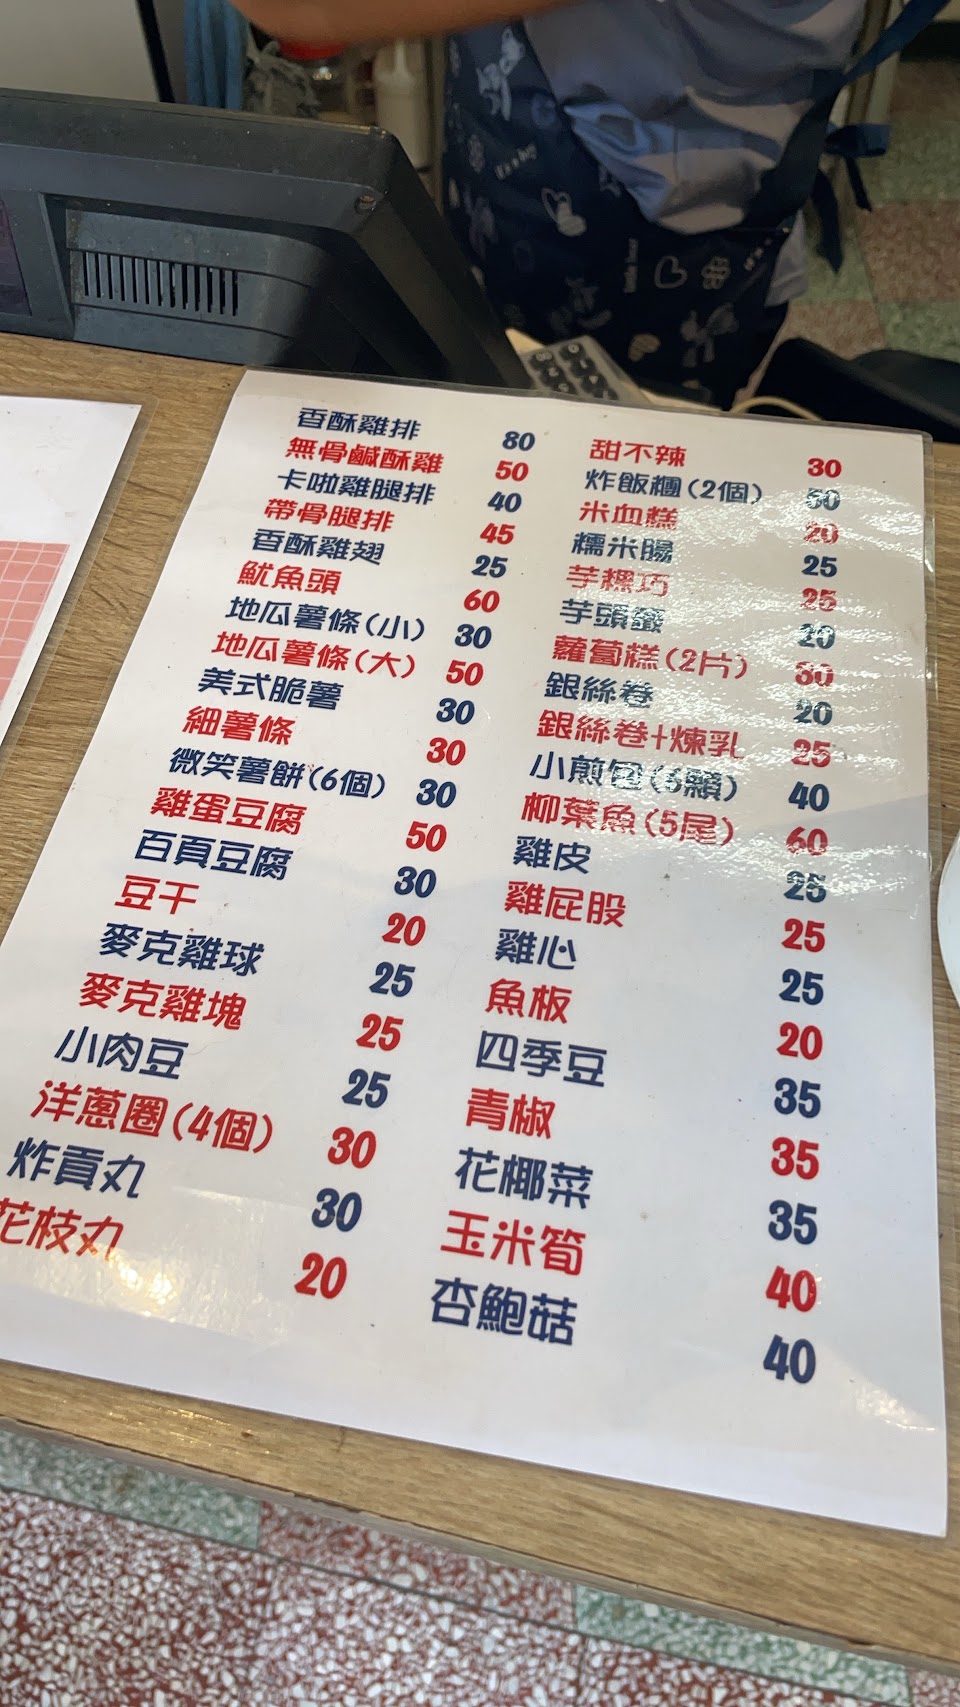 香酥雞排 80
無骨鹹酥雞 50
卡啦雞腿排 40
帶骨腿排 45
香酥雞翅 25
魷魚頭 60
地瓜薯條(小) 30
地瓜薯條(大) 50
美式脆薯 30
細薯條 30
微笑薯餅(6個) 30
雞蛋豆腐 50
百頁豆腐 30
豆干 20
麥克雞球 25
麥克雞塊 25
小肉豆 25
洋蔥圈(4個) 30
炸貢丸 30
花枝丸 20
甜不辣 30
炸飯糰(2個)
米血糕 20
糯米腸 25
芋粿巧 25
芋頭籤 20
蘿蔔糕(2片) 30
銀絲卷 20
銀絲卷+煉乳 25
小煎包(6顆) 40
柳葉魚(5尾) 60
雞皮 25
雞屁股 25
雞心 25
魚板 20
四季豆 35
青椒 35
花椰菜 35
玉米筍 40
杏鮑菇 40